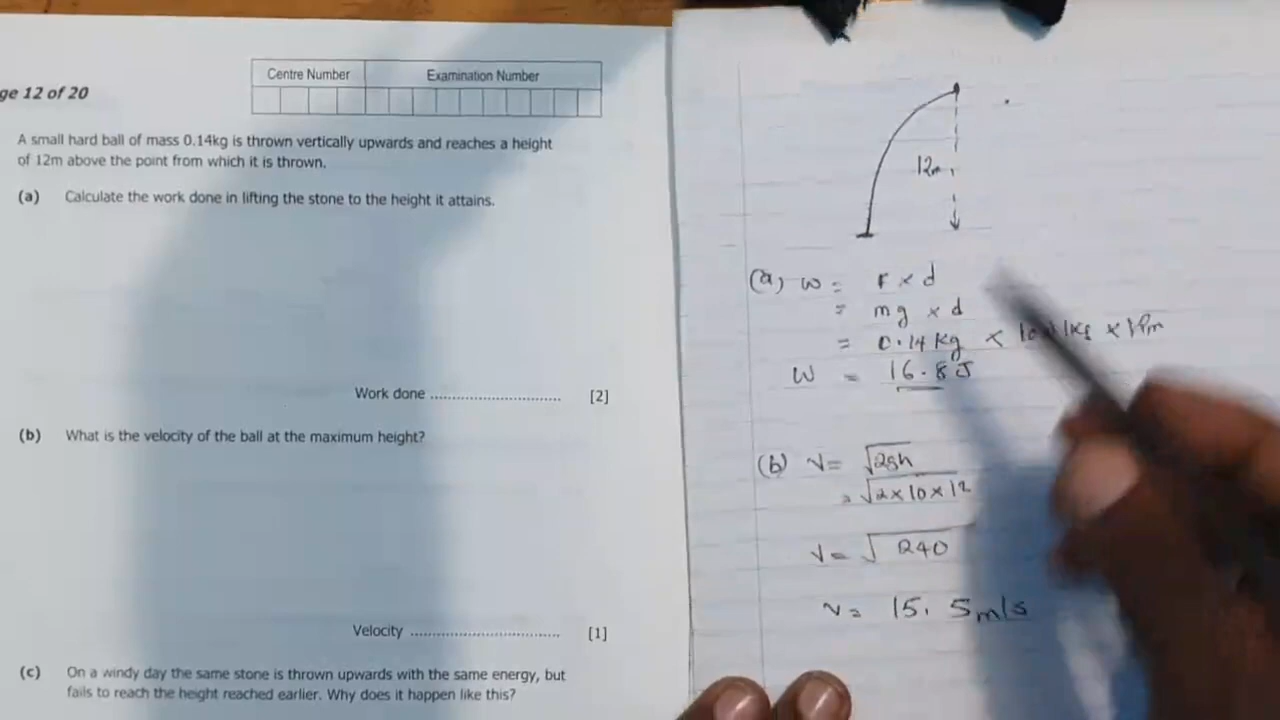 ge 12 of 20
Centre Number Examination Number
A small hard ball of mass 0.14kg is thrown vertically upwards and reaches a height
of 12m above the point from which it is thrown.
(a) Calculate the work done in lifting the stone to the height it attains.
Work done [2]
(b) What is the velocity of the ball at the maximum height?
Velocity [1]
(c) On a windy day the same stone is thrown upwards with the same energy, but
fails to reach the height reached earlier. Why does it happen like this?
12m
(a) W = F × d
= mg × d
= 0.14 kg ×
W = 16.8J
(b) V = √2gh
= √2×10×12
V = √240
V = 15.5m/s